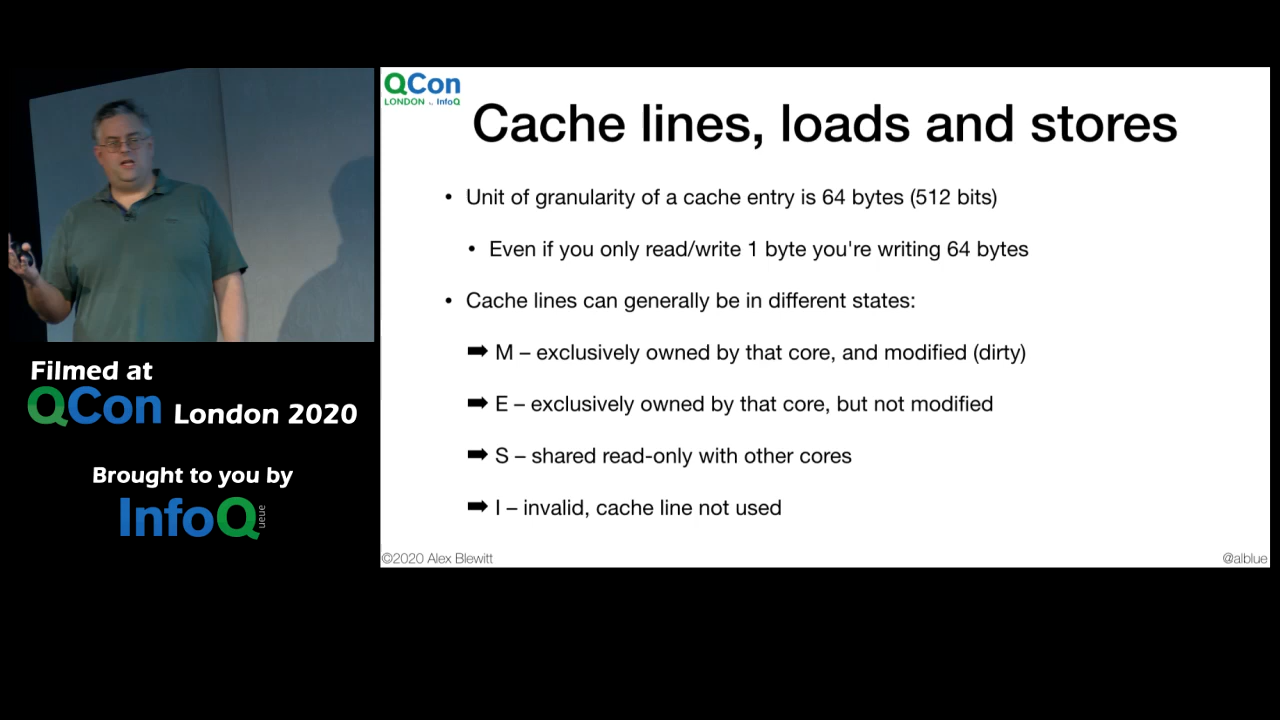 QCon
LONDON by InfoQ
Cache lines, loads and stores
• Unit of granularity of a cache entry is 64 bytes (512 bits)
• Even if you only read/write 1 byte you're writing 64 bytes
• Cache lines can generally be in different states:
➡ M – exclusively owned by that core, and modified (dirty)
➡ E – exclusively owned by that core, but not modified
➡ S – shared read-only with other cores
➡ I – invalid, cache line not used
©2020 Alex Blewitt
@alblue
Filmed at
QCon London 2020
Brought to you by
InfoQueue